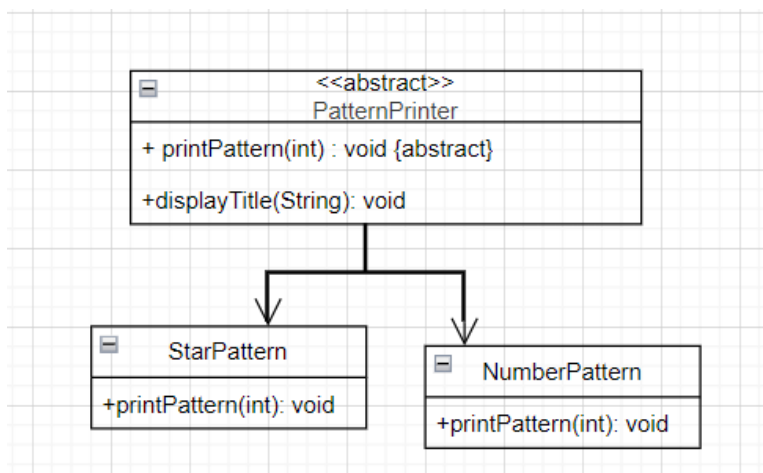 <<abstract>>
PatternPrinter
+ printPattern(int) : void {abstract}
+displayTitle(String): void
StarPattern
+printPattern(int): void
NumberPattern
+printPattern(int): void